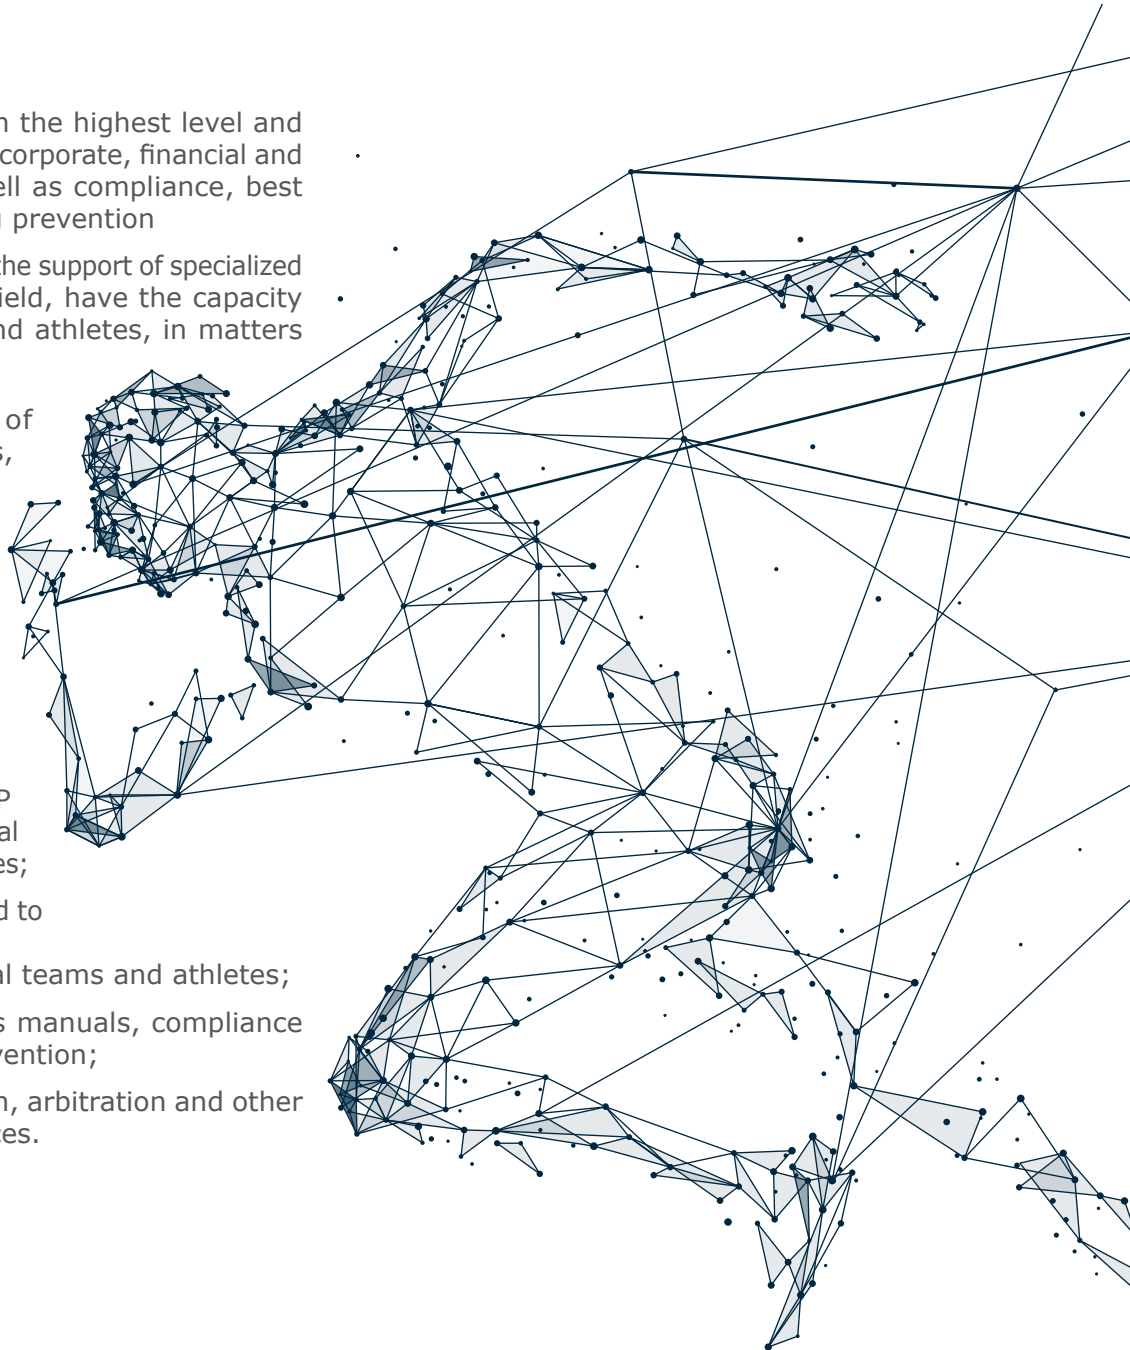 n the highest level and
corporate, financial and
ell as compliance, best
g prevention
the support of specialized
ield, have the capacity
nd athletes, in matters
of
s,
P
al
es;
d to
al teams and athletes;
s manuals, compliance
vention;
n, arbitration and other
ces.